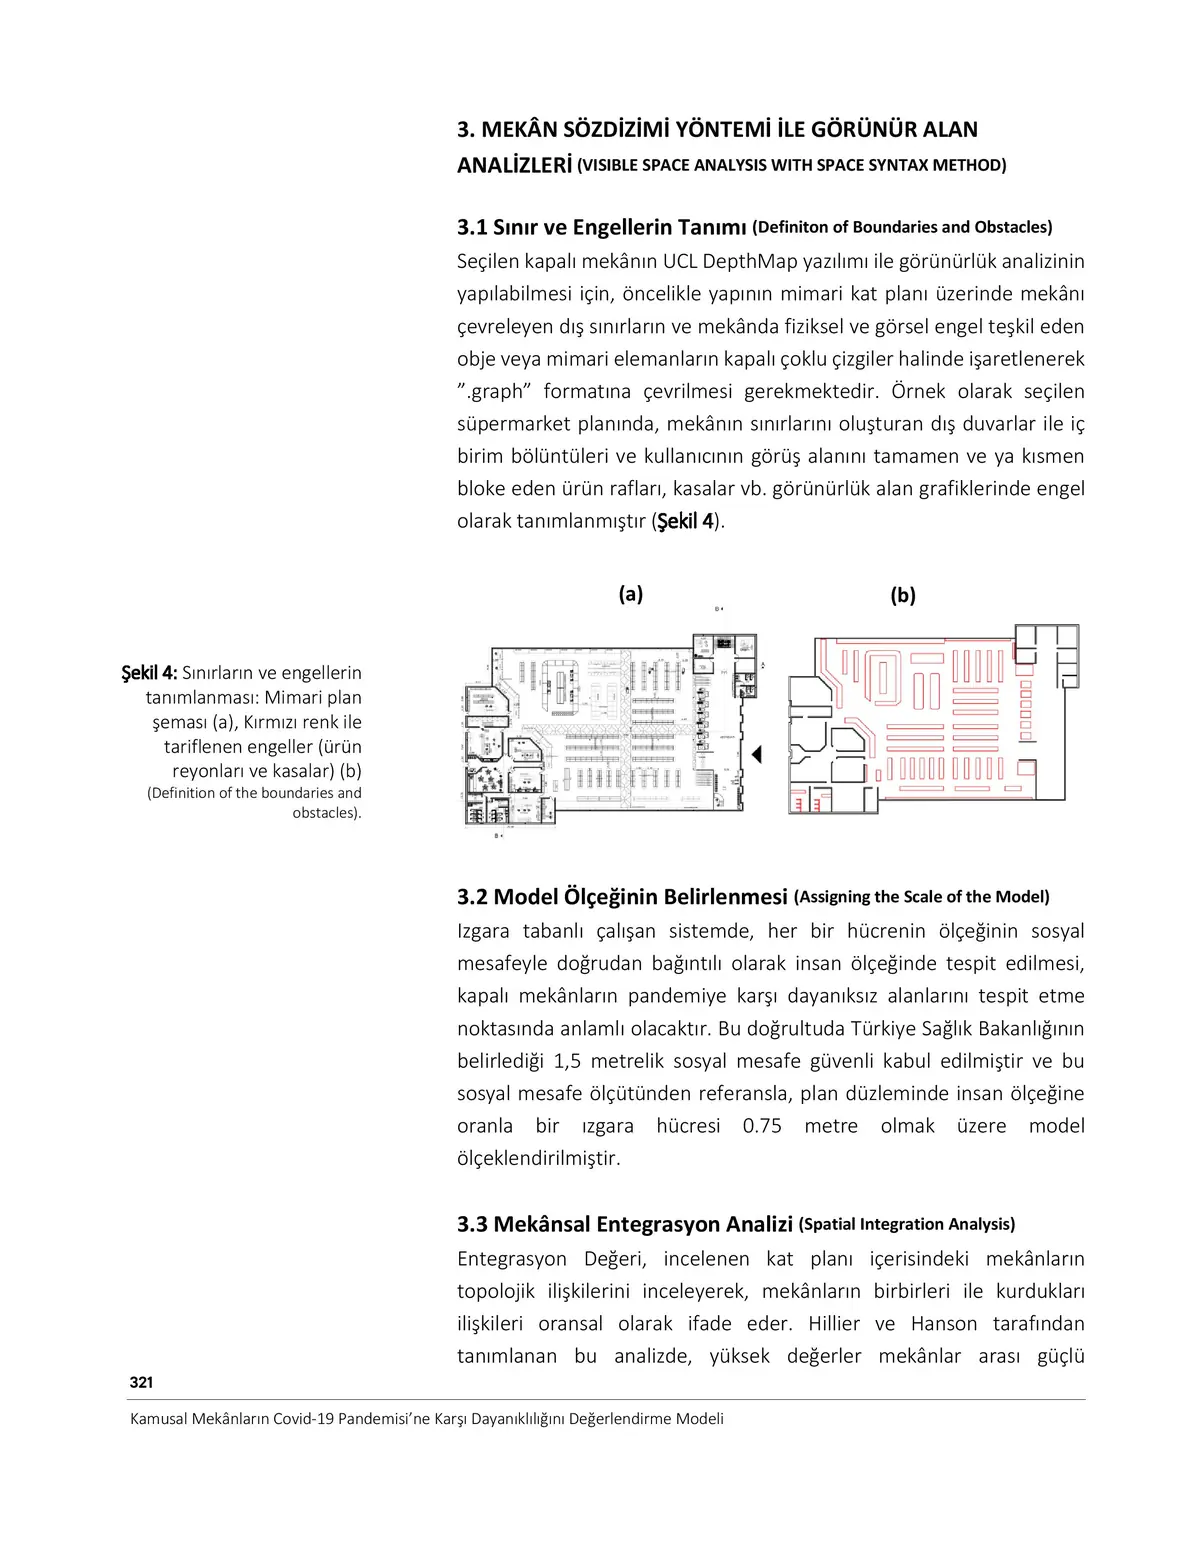 3. MEKÂN SÖZDİZİMİ YÖNTEMİ İLE GÖRÜNÜR ALAN
ANALİZLERİ (VISIBLE SPACE ANALYSIS WITH SPACE SYNTAX METHOD)
3.1 Sınır ve Engellerin Tanımı (Definiton of Boundaries and Obstacles)
Seçilen kapalı mekânın UCL DepthMap yazılımı ile görünürlük analizinin
yapılabilmesi için, öncelikle yapının mimari kat planı üzerinde mekânı
çevreleyen dış sınırların ve mekânda fiziksel ve görsel engel teşkil eden
obje veya mimari elemanların kapalı çoklu çizgiler halinde işaretlenerek
”.graph” formatına çevrilmesi gerekmektedir. Örnek olarak seçilen
süpermarket planında, mekânın sınırlarını oluşturan dış duvarlar ile iç
birim bölüntüleri ve kullanıcının görüş alanını tamamen ve ya kısmen
bloke eden ürün rafları, kasalar vb. görünürlük alan grafiklerinde engel
olarak tanımlanmıştır (Şekil 4).
(a)
(b)
Şekil 4: Sınırların ve engellerin
tanımlanması: Mimari plan
şeması (a), Kırmızı renk ile
tariflenen engeller (ürün
reyonları ve kasalar) (b)
(Definition of the boundaries and
obstacles).
3.2 Model Ölçeğinin Belirlenmesi (Assigning the Scale of the Model)
Izgara tabanlı çalışan sistemde, her bir hücrenin ölçeğinin sosyal
mesafeyle doğrudan bağıntılı olarak insan ölçeğinde tespit edilmesi,
kapalı mekânların pandemiye karşı dayanıksız alanlarını tespit etme
noktasında anlamlı olacaktır. Bu doğrultuda Türkiye Sağlık Bakanlığının
belirlediği 1,5 metrelik sosyal mesafe güvenli kabul edilmiştir ve bu
sosyal mesafe ölçütünden referansla, plan düzleminde insan ölçeğine
oranla bir ızgara hücresi 0.75 metre olmak üzere model
ölçeklendirilmiştir.
3.3 Mekânsal Entegrasyon Analizi (Spatial Integration Analysis)
Entegrasyon Değeri, incelenen kat planı içerisindeki mekânların
topolojik ilişkilerini inceleyerek, mekânların birbirleri ile kurdukları
ilişkileri oransal olarak ifade eder. Hillier ve Hanson tarafından
tanımlanan bu analizde, yüksek değerler mekânlar arası güçlü
321
Kamusal Mekânların Covid-19 Pandemisi’ne Karşı Dayanıklılığını Değerlendirme Modeli